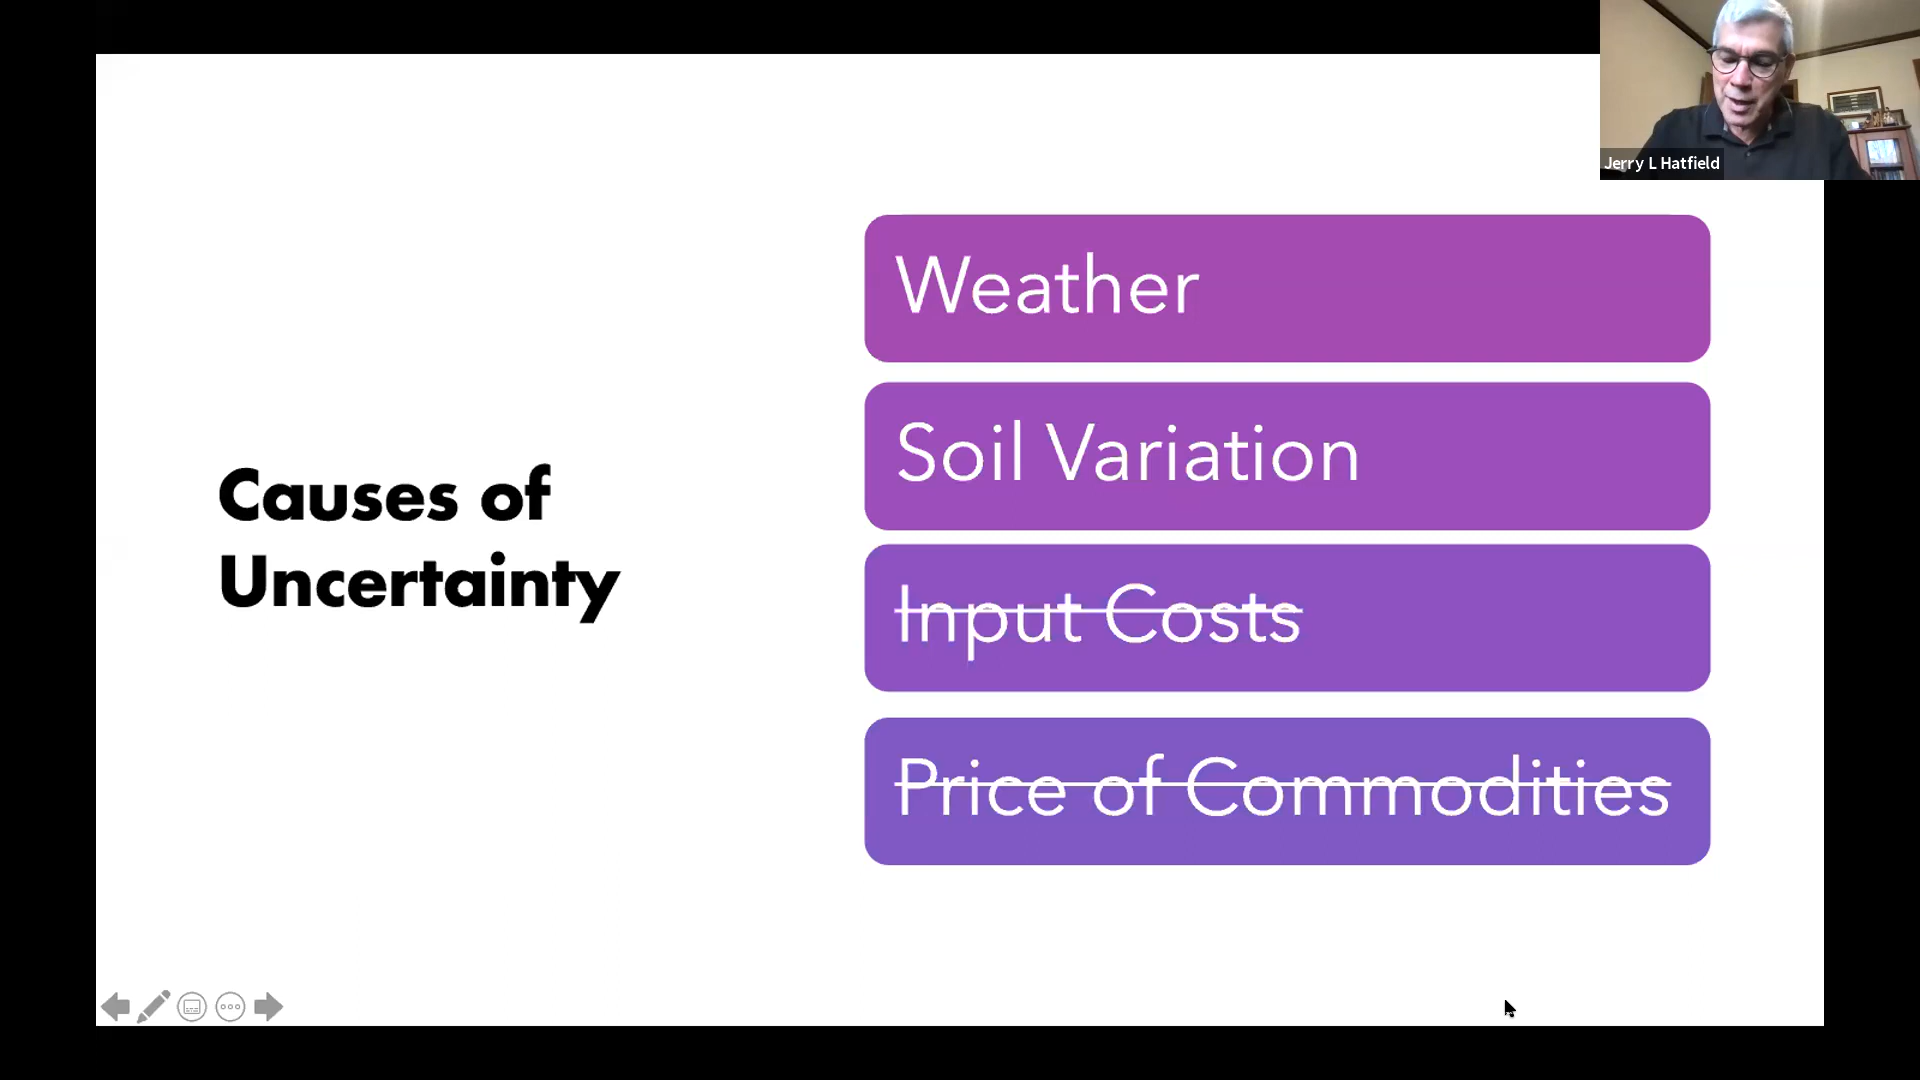 Jerry L Hatfield
Causes of
Uncertainty
Weather
Soil Variation
Input Costs
Price of Commodities